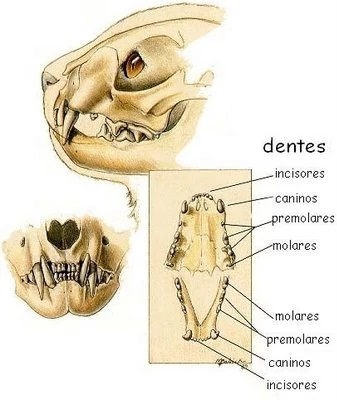 dentes
incisores
caninos
premolares
molares
molares
premolares
caninos
incisores